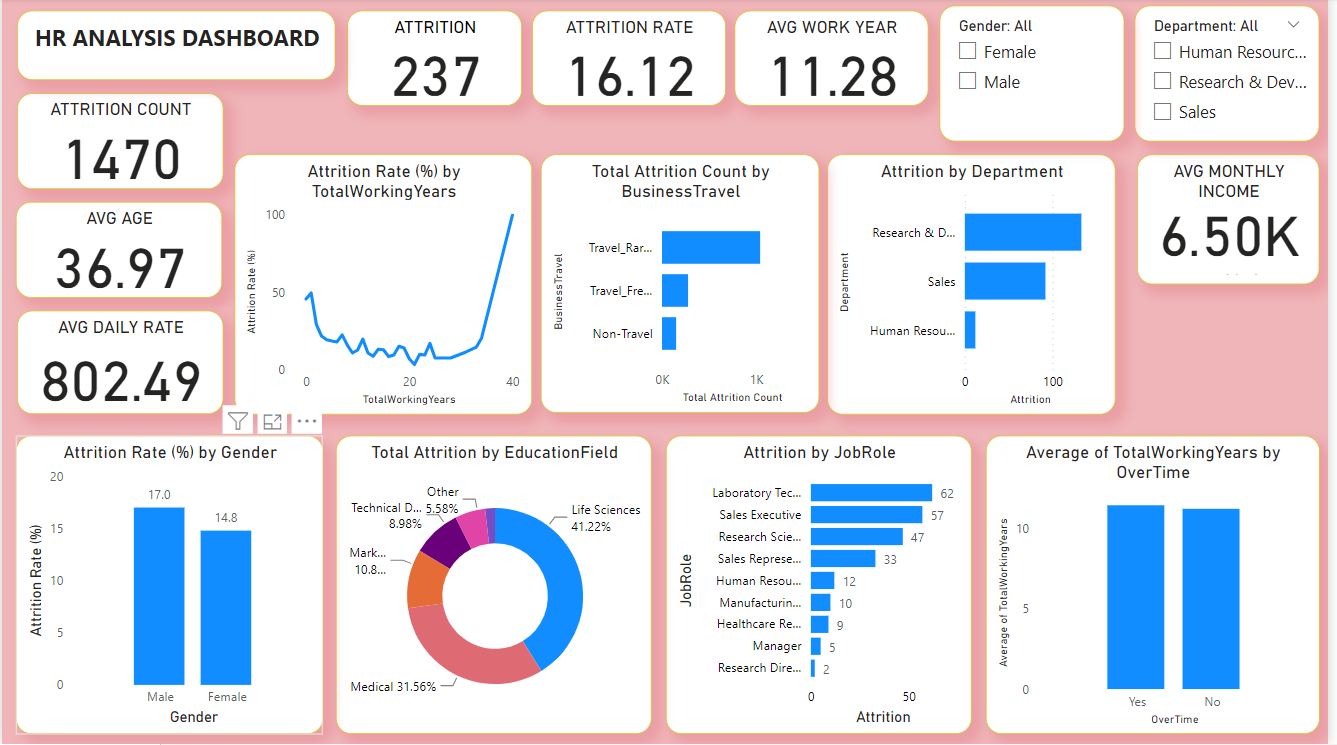 HR ANALYSIS DASHBOARD
ATTRITION
237
ATTRITION RATE
16.12
AVG WORK YEAR
11.28
Gender: All
Female
Male
Department: All
Human Resourc...
Research & Dev...
Sales
ATTRITION COUNT
1470
AVG AGE
36.97
AVG DAILY RATE
802.49
Attrition Rate (%) by
TotalWorkingYears
Attrition Rate (%)
100
50
0
0 20 40
TotalWorkingYears
Total Attrition Count by
BusinessTravel
BusinessTravel
Travel_Rar...
Travel_Fre...
Non-Travel
0K 1K
Total Attrition Count
Attrition by Department
Department
Research & D...
Sales
Human Resou...
0 100
Attrition
AVG MONTHLY
INCOME
6.50K
Attrition Rate (%) by Gender
Attrition Rate (%)
20
15
10
5
0
17.0
14.8
Male Female
Gender
Total Attrition by EducationField
Other
5.58%
Technical D...
8.98%
Mark...
10.8...
Life Sciences
41.22%
Medical 31.56%
Attrition by JobRole
JobRole
Laboratory Tec... 62
Sales Executive 57
Research Scie... 47
Sales Represe... 33
Human Resou... 12
Manufacturin... 10
Healthcare Re... 9
Manager 5
Research Dire... 2
0 50
Attrition
Average of TotalWorkingYears by
OverTime
Average of TotalWorkingYears
10
5
0
Yes No
OverTime